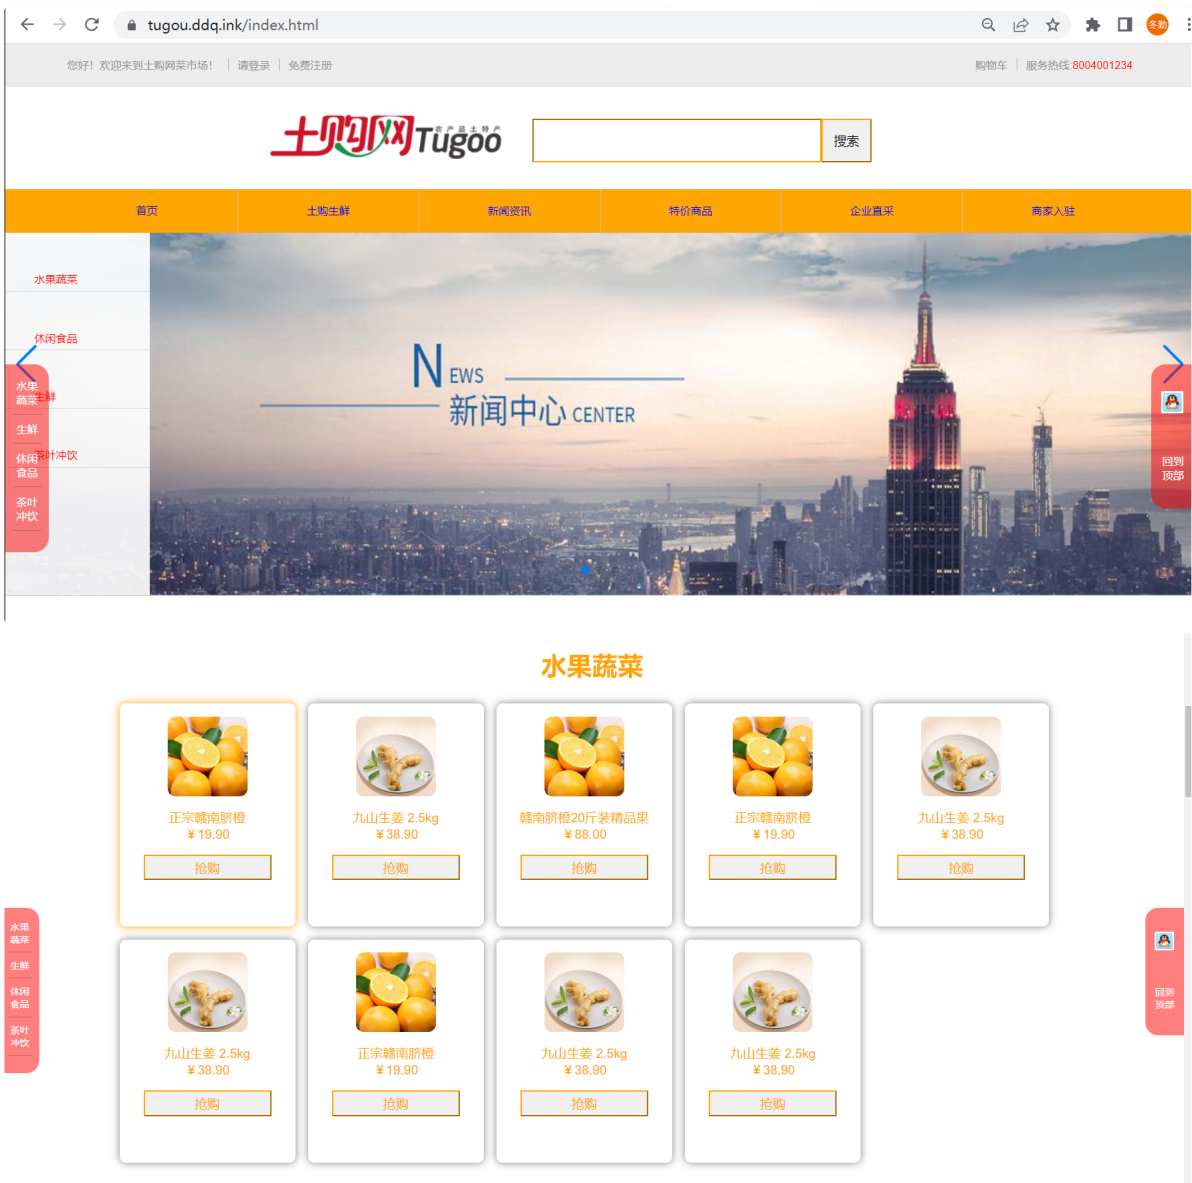 tugou.ddq.ink/index.html
冬勤
您好！欢迎来到土购网菜市场！
请登录
免费注册
购物车
服务热线:8004001234
土购网Tugoo
农产品土特产
搜索
首页
土购生鲜
新闻资讯
特价商品
企业直采
商家入驻
水果蔬菜
休闲食品
生鲜
茶叶冲饮
水果
蔬菜
生鲜
休闲
食品
茶叶
冲饮
NEWS
新闻中心 CENTER
回到
顶部
水果蔬菜
正宗赣南脐橙
¥ 19.90
抢购
九山生姜 2.5kg
¥ 38.90
抢购
赣南脐橙20斤装精品果
¥ 88.00
抢购
正宗赣南脐橙
¥ 19.90
抢购
九山生姜 2.5kg
¥ 38.90
抢购
九山生姜 2.5kg
¥ 38.90
抢购
正宗赣南脐橙
¥ 19.90
抢购
九山生姜 2.5kg
¥ 38.90
抢购
九山生姜 2.5kg
¥ 38.90
抢购
水果
蔬菜
生鲜
休闲
食品
茶叶
冲饮
回到
顶部